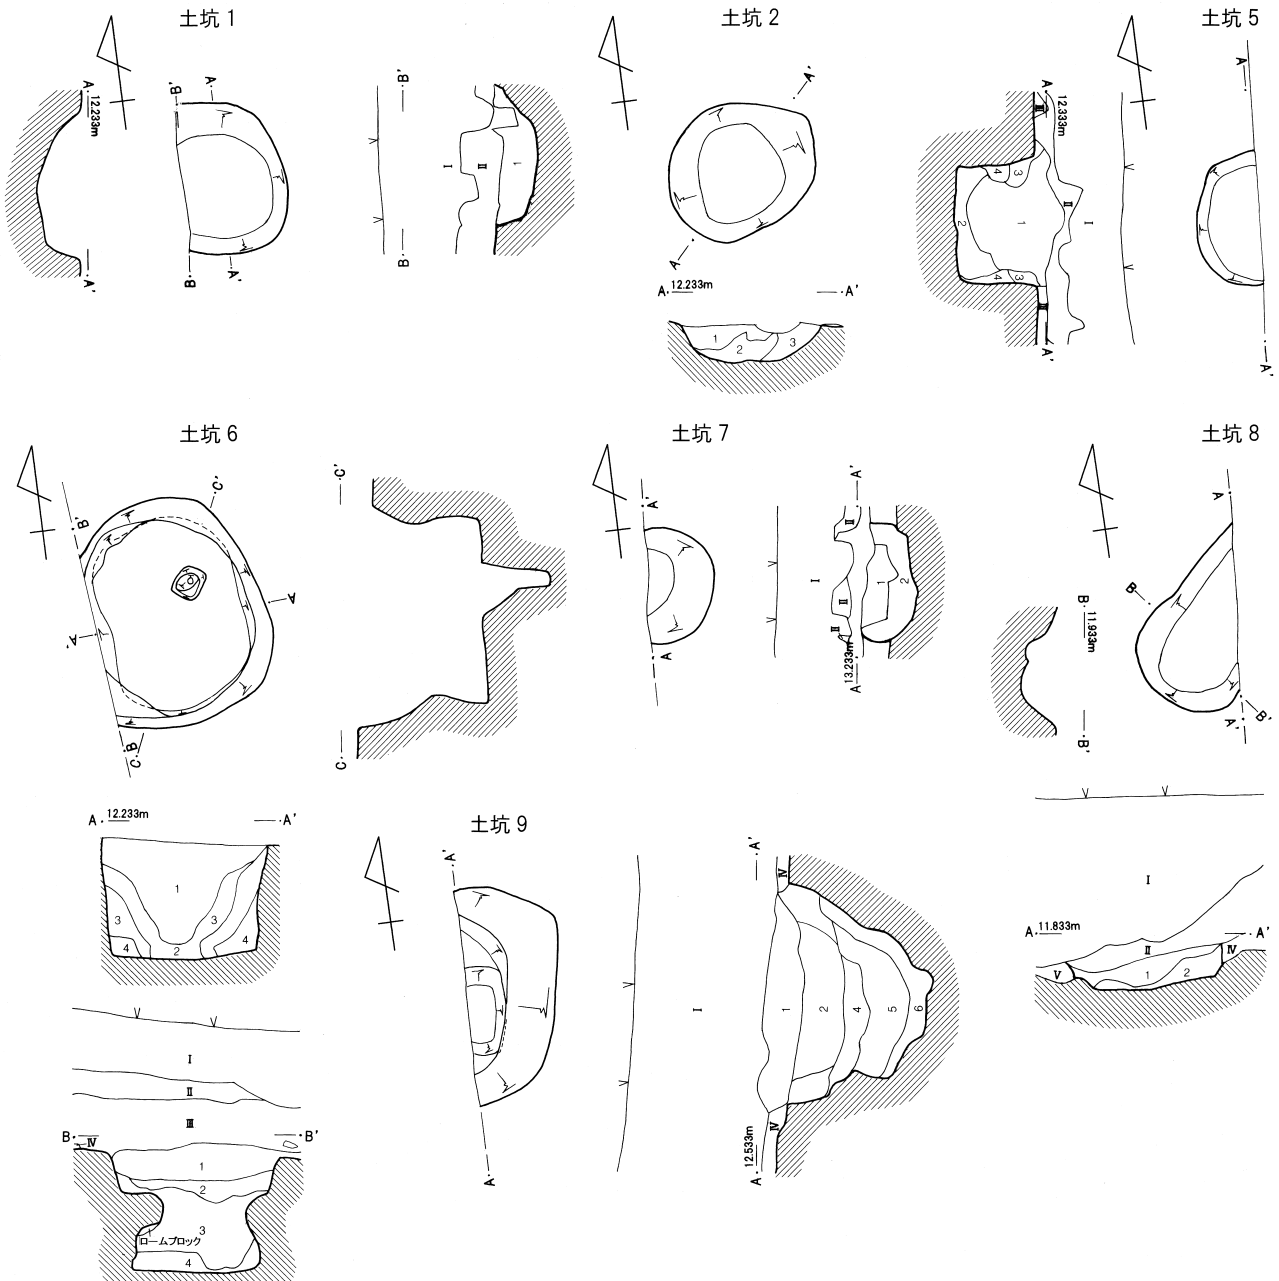 土坑 1
A
12.233m
A'
B'
A
B
A'
B'
B
I
II
1
土坑 2
A'
A
A
12.233m
A'
1
2
3
土坑 5
A
12.333m
III
4
3
II
2
1
I
4
3
III
A'
A
A'
土坑 6
B'
C'
A
A'
B
C
C'
C
土坑 7
A'
A
A'
I
III
II
III
1
2
A
13.233m
土坑 8
A
B
B'
A'
B
11.933m
B'
A
12.233m
A'
1
3
3
4
2
4
I
II
III
B
B'
IV
1
2
3
ロームブロック
4
土坑 9
A'
A
A'
IV
I
1
2
4
5
6
IV
A
12.533m
I
A
11.833m
A'
II
IV
V
1
2